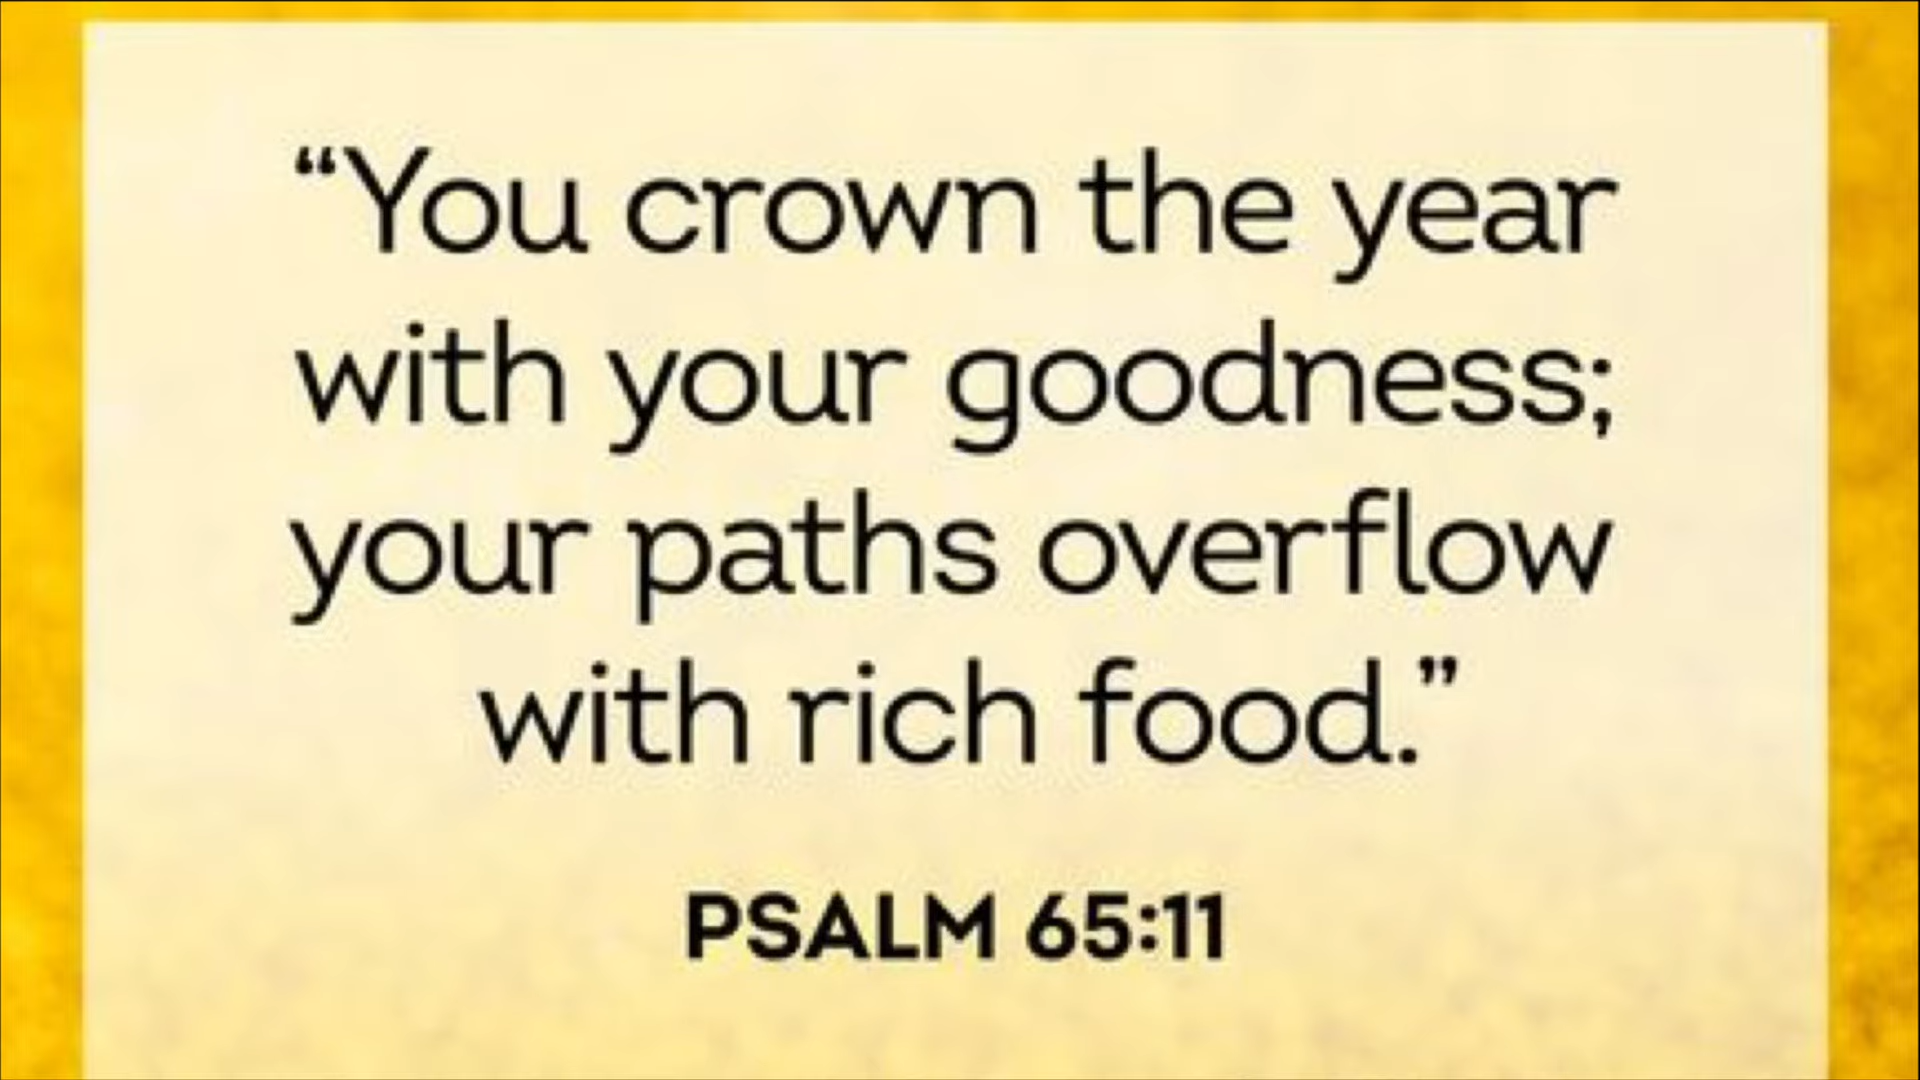 “You crown the year
with your goodness;
your paths overflow
with rich food.”
PSALM 65:11